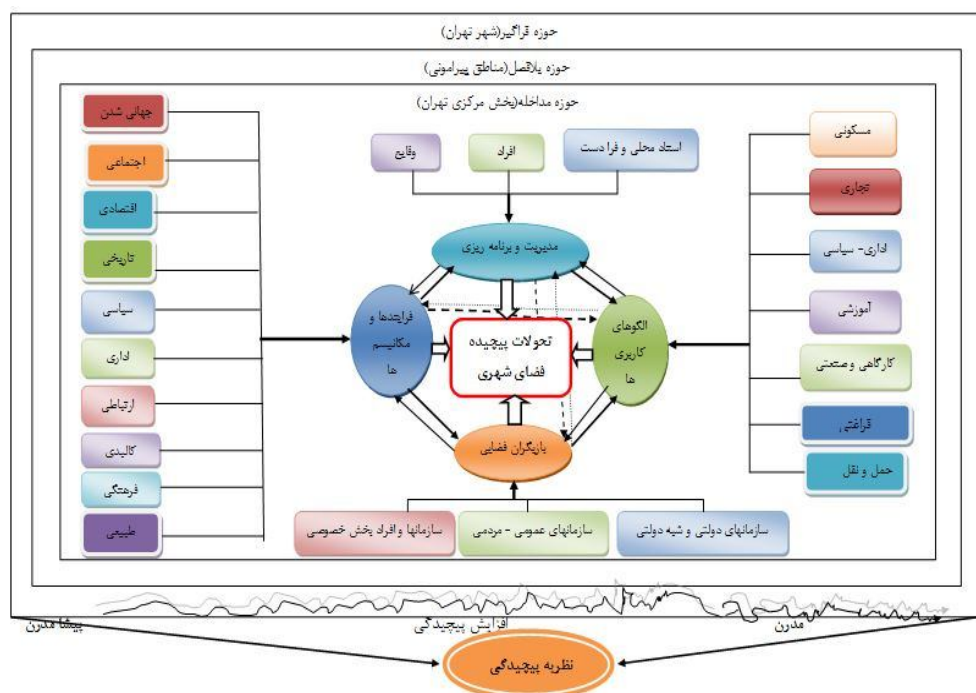 حوزه فراگیر(شهر تهران)
حوزه بلافصل(مناطق پیرامونی)
حوزه مداخله(بخش مرکزی تهران)
مسکونی
تجاری
اداری- سیاسی
آموزشی
کارگاهی و صنعتی
فراغتی
حمل و نقل
اسناد محلی و فرا دست
افراد
وقایع
جهانی شدن
اجتماعی
اقتصادی
تاریخی
سیاسی
اداری
ارتباطی
کالبدی
فرهنگی
طبیعی
مدیریت و برنامه ریزی
الگوهای
کاربری
ها
تحولات پیچیده
فضای شهری
فرایندها و
مکانیسم
ها
بازیگران فضایی
سازمانهای دولتی و شبه دولتی
سازمانهای عمومی - مردمی
سازمانها و افراد بخش خصوصی
مدرن
افزایش پیچیدگی
پیشا مدرن
نظریه پیچیدگی